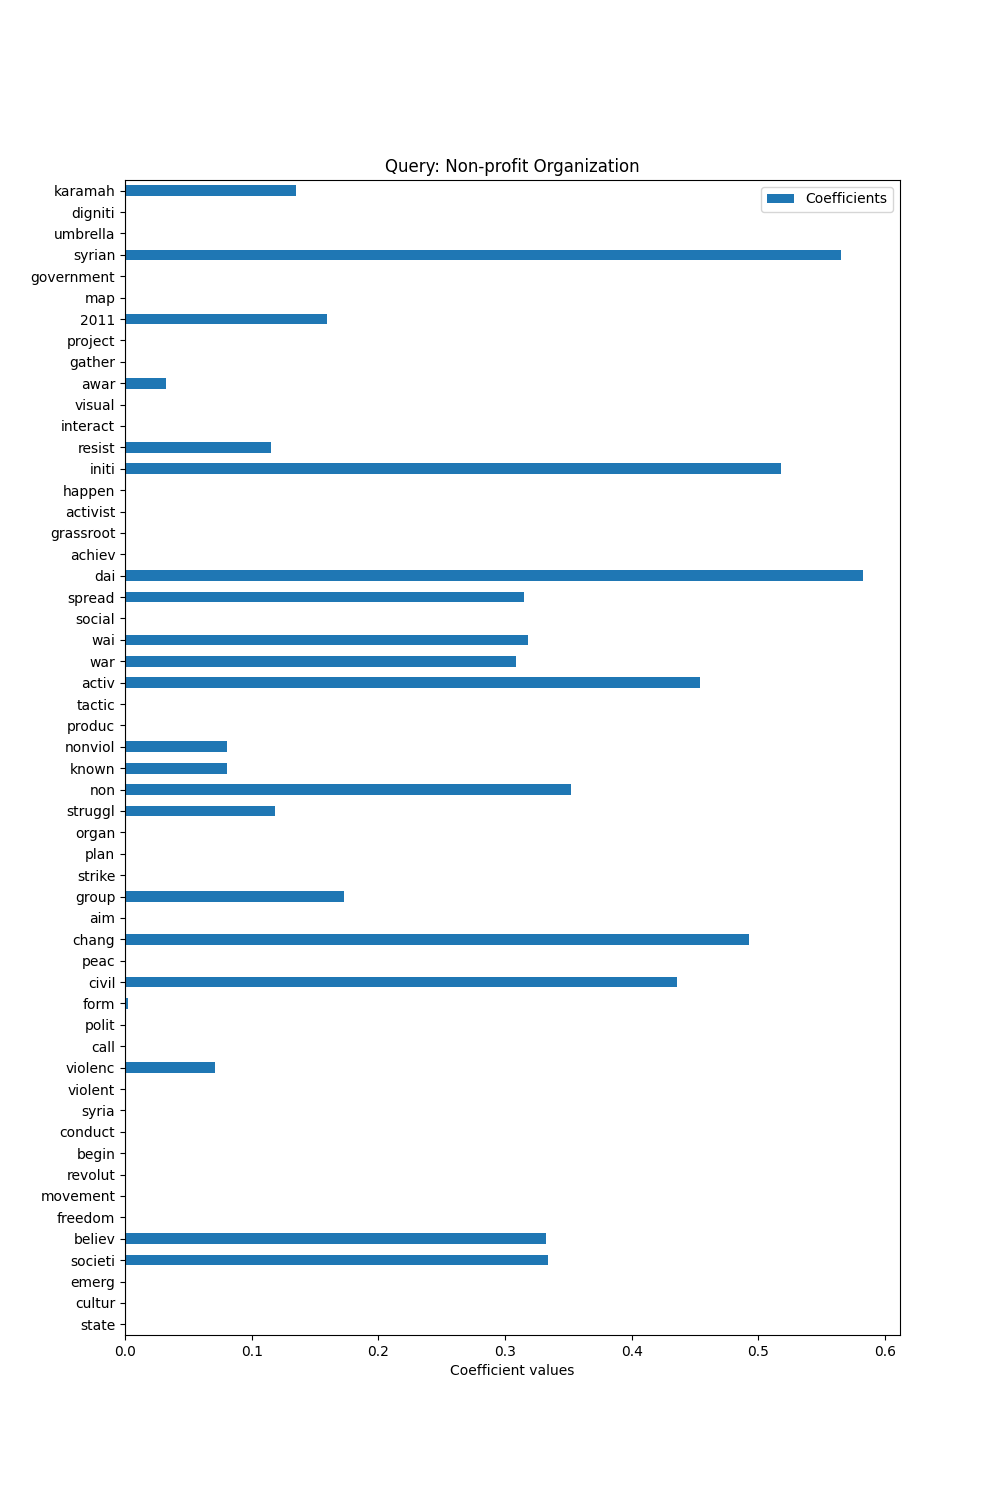 Query: Non-profit Organization
Coefficients
karamah
digniti
umbrella
syrian
government
map
2011
project
gather
awar
visual
interact
resist
initi
happen
activist
grassroot
achiev
dai
spread
social
wai
war
activ
tactic
produc
nonviol
known
non
struggl
organ
plan
strike
group
aim
chang
peac
civil
form
polit
call
violenc
violent
syria
conduct
begin
revolut
movement
freedom
believ
societi
emerg
cultur
state
0.0 0.1 0.2 0.3 0.4 0.5 0.6
Coefficient values